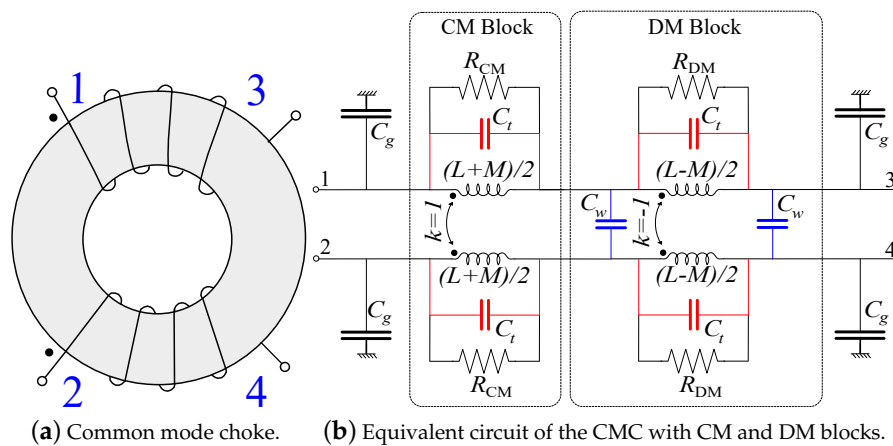 CM Block
DM Block
R_CM
R_DM
1
3
C_t
C_t
C_g
C_g
C_g
C_g
(L+M)/2
(L-M)/2
1
3
k=1
C_w
k=-1
C_w
2
4
(L+M)/2
(L-M)/2
C_t
C_t
2
4
R_CM
R_DM
(a) Common mode choke.
(b) Equivalent circuit of the CMC with CM and DM blocks.